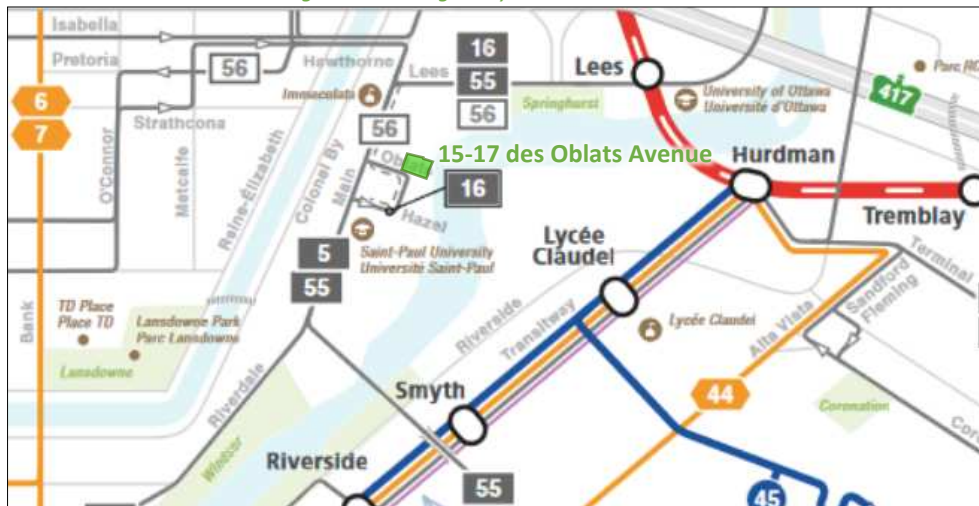 Isabella
Pretoria
56
Hawthorne
Lees
16
55
56
Lees
Parc
417
6
7
Immaculata
Springhurst
University of Ottawa
Université d'Ottawa
Strathcona
56
O'Connor
Metcalfe
Reine-Élizabeth
Colonel By
Main
Oblats
15-17 des Oblats Avenue
Hurdman
16
Hazel
Tremblay
Saint-Paul University
Université Saint-Paul
5
55
Lycée
Claudel
Terminal
Sandford
Fleming
Bank
TD Place
Place TD
Lansdowne Park
Parc Lansdowne
Lansdowne
Riverside
Transitway
Lycée Claudel
Alta Vista
Riverdale
Smyth
44
Coronation
Windsor
Riverside
55
45